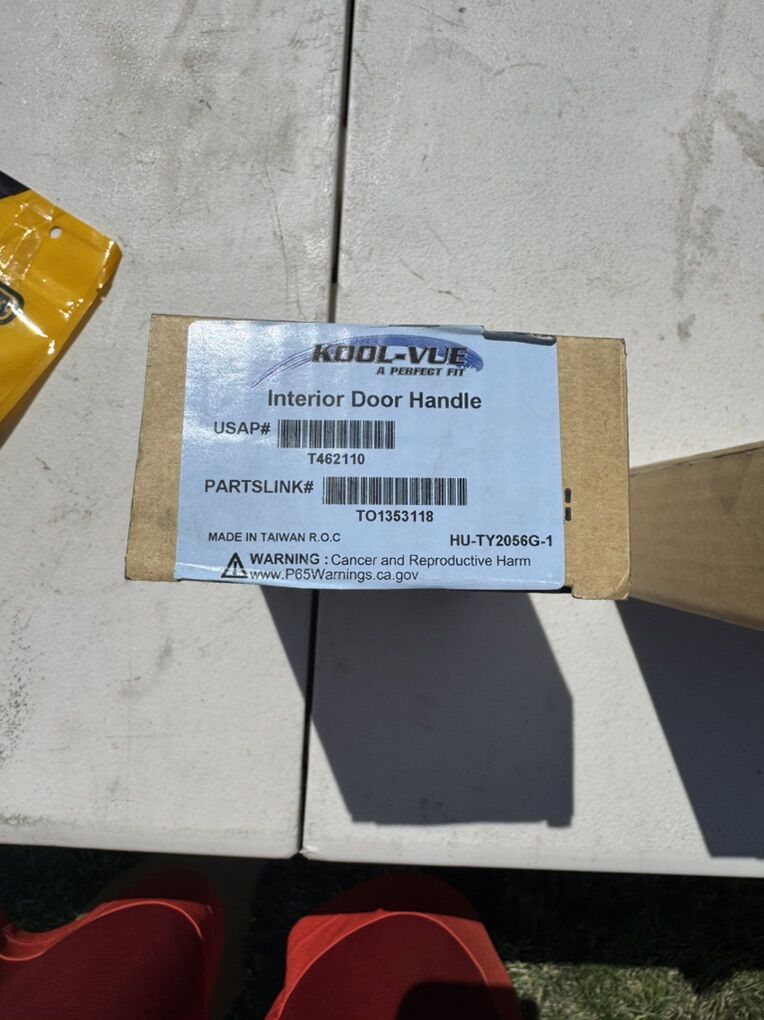 KOOL-VUE
A PERFECT FIT
Interior Door Handle
USAP#
T462110
PARTSLINK#
TO1353118
MADE IN TAIWAN R.O.C HU-TY2056G-1
WARNING : Cancer and Reproductive Harm
www.P65Warnings.ca.gov